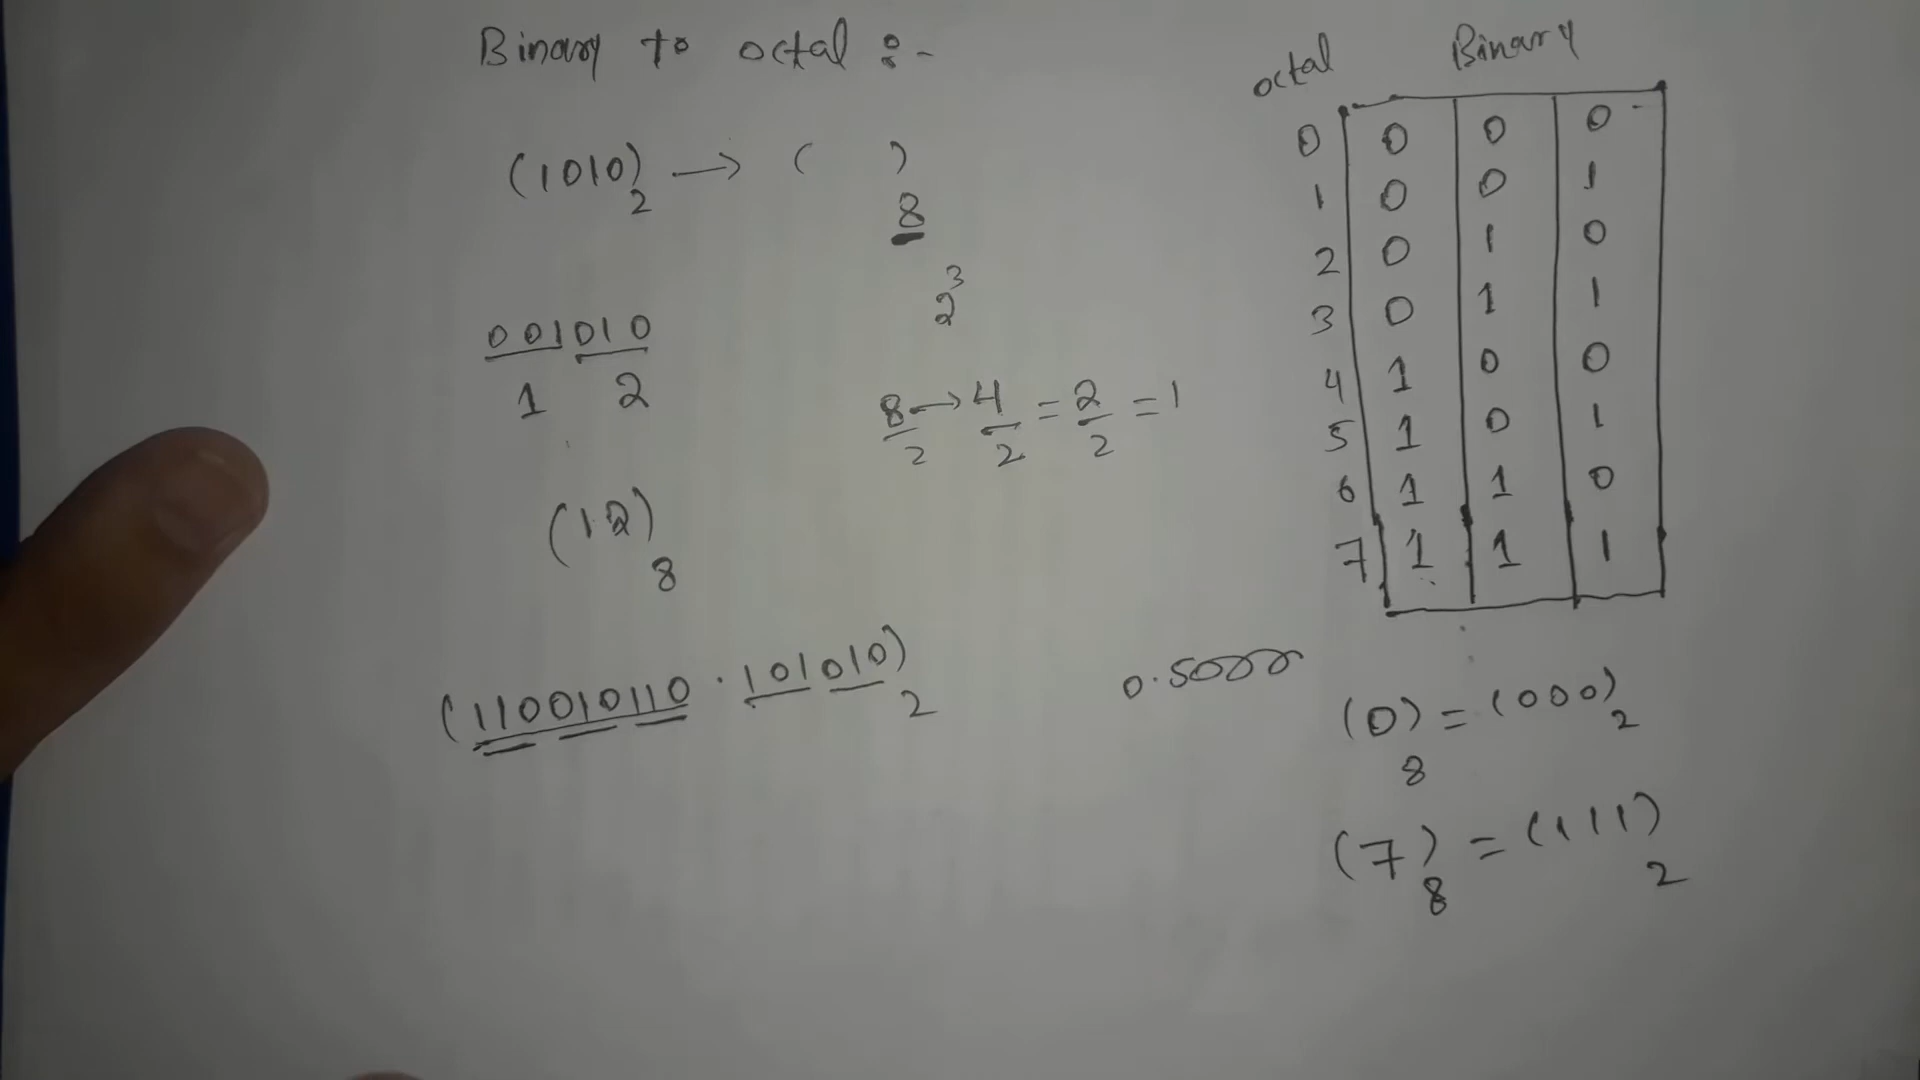 Binary to octal :-
(1010)2 → (   )8
2^3
001010
1 2
8/2 → 4/2 = 2/2 = 1
(12)8
(110010110.101010)2
0.5000
octal Binary
0 0 0 0
1 0 0 1
2 0 1 0
3 0 1 1
4 1 0 0
5 1 0 1
6 1 1 0
7 1 1 1
(0)8 = (000)2
(7)8 = (111)2